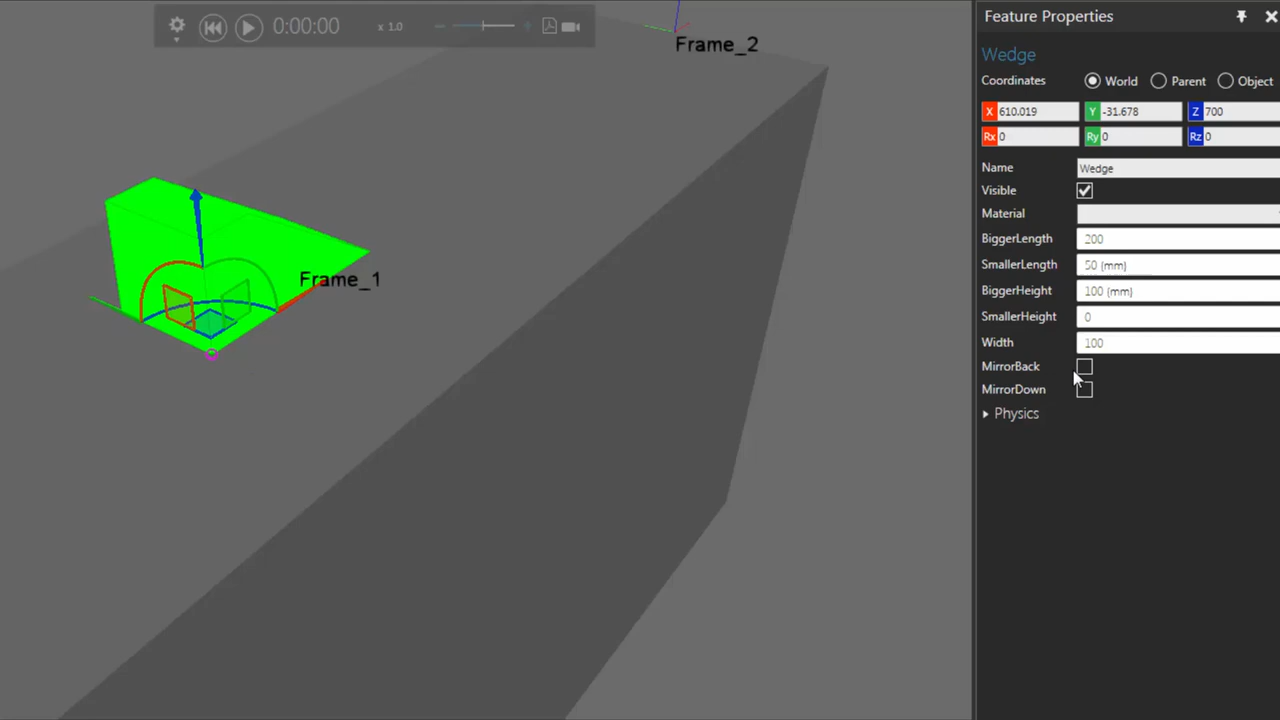 0:00:00
x 1.0
Frame_2
Frame_1
Feature Properties
Wedge
Coordinates World Parent Object
X 610.019 Y -31.678 Z 700
Rx 0 Ry 0 Rz 0
Name Wedge
Visible
Material
BiggerLength 200
SmallerLength 50 (mm)
BiggerHeight 100 (mm)
SmallerHeight 0
Width 100
MirrorBack
MirrorDown
Physics